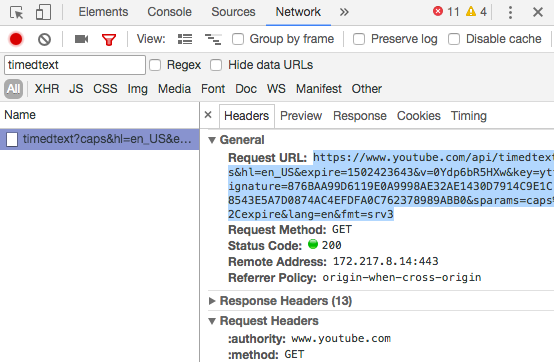 Elements Console Sources Network » 11 4
View: Group by frame Preserve log Disable cache
timedtext Regex Hide data URLs
All XHR JS CSS Img Media Font Doc WS Manifest Other
Name
× Headers Preview Response Cookies Timing
timedtext?caps&hl=en_US&e…
▼ General
Request URL: https://www.youtube.com/api/timedtext
s&hl=en_US&expire=1502423643&v=0Ydp6bR5HXw&key=yt
ignature=876BAA99D6119E0A9998AE32AE1430D7914C9E1C
8543E5A7D0874AC4EFDFA0C762378989ABB0&sparams=caps%
2Cexpire&lang=en&fmt=srv3
Request Method: GET
Status Code: 200
Remote Address: 172.217.8.14:443
Referrer Policy: origin-when-cross-origin
▶ Response Headers (13)
▼ Request Headers
:authority: www.youtube.com
:method: GET